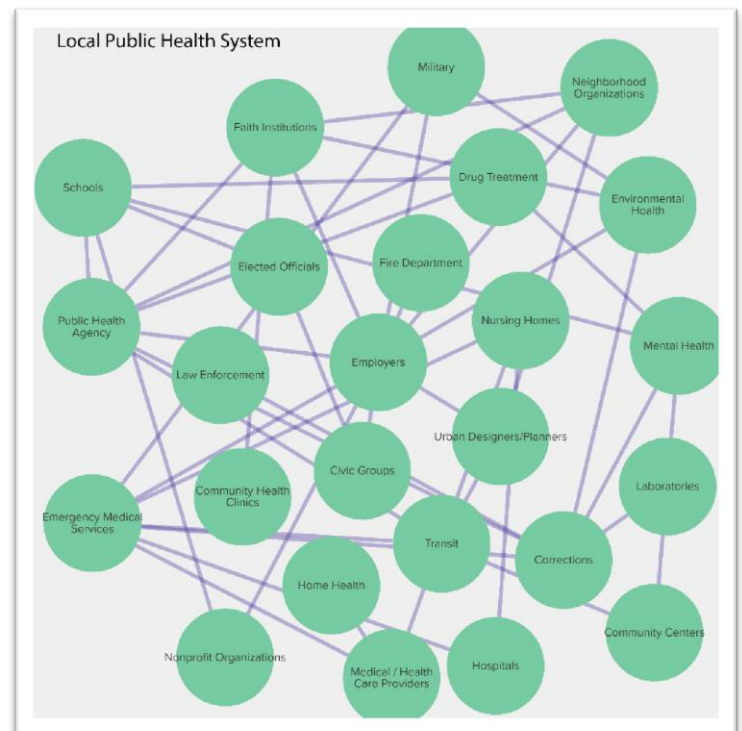 Local Public Health System
Military
Neighborhood
Organizations
Faith Institutions
Drug Treatment
Schools
Environmental
Health
Elected Officials
Fire Department
Public Health
Agency
Nursing Homes
Mental Health
Law Enforcement
Employers
Urban Designers/Planners
Civic Groups
Community Health
Clinics
Laboratories
Emergency Medical
Services
Transit
Corrections
Home Health
Community Centers
Nonprofit Organizations
Medical / Health
Care Providers
Hospitals